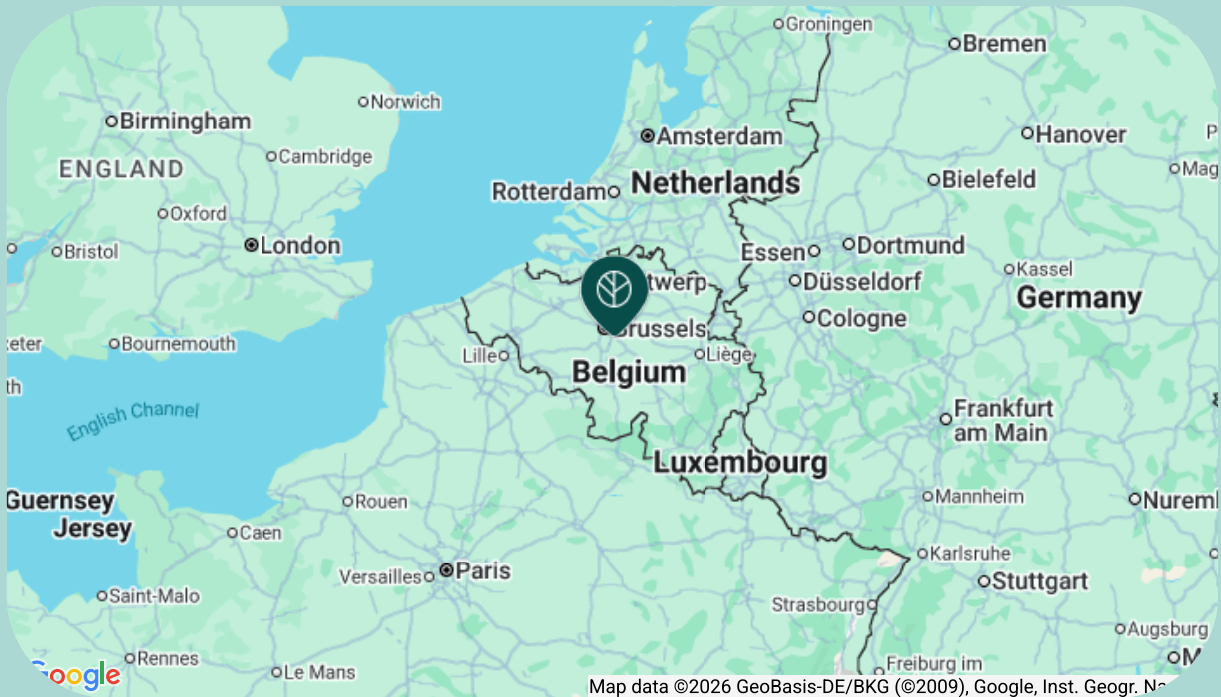 Groningen
Bremen
Norwich
Birmingham
Amsterdam
Hanover
Cambridge
ENGLAND
Netherlands
Bielefeld
Rotterdam
Oxford
London
Bristol
Essen
Dortmund
Kassel
twerp
Düsseldorf
Germany
Cologne
Brussels
Bournemouth
Lille
Liège
Belgium
English Channel
Frankfurt
am Main
Luxembourg
Guernsey
Jersey
Rouen
Mannheim
Nurem
Caen
Karlsruhe
Versailles
Paris
Stuttgart
Saint-Malo
Strasbourg
Augsburg
Rennes
Le Mans
Freiburg im
Google
Map data ©2026 GeoBasis-DE/BKG (©2009), Google, Inst. Geogr. Na